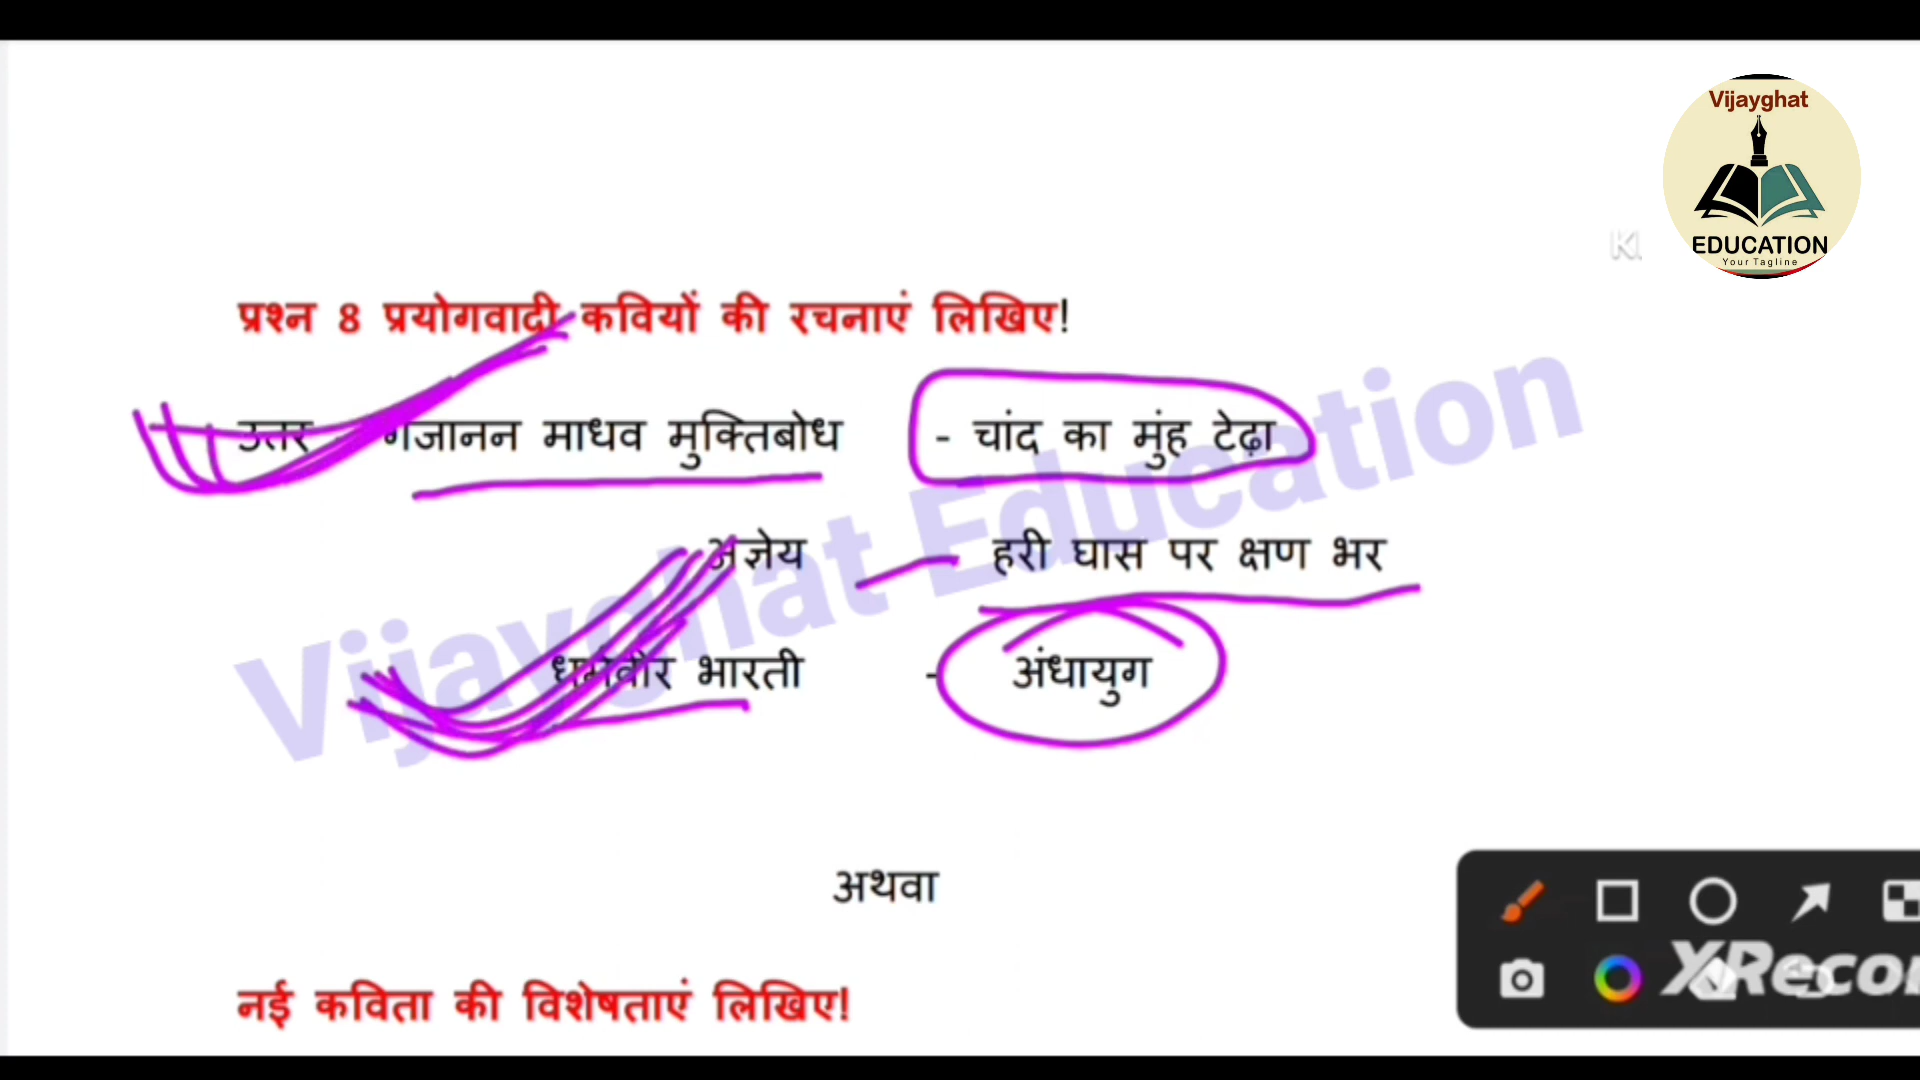 Vijayghat
EDUCATION
Your Tagline
प्रश्न 8 प्रयोगवादी कवियों की रचनाएं लिखिए!
उत्तर गजानन माधव मुक्तिबोध - चांद का मुंह टेढ़ा
अज्ञेय हरी घास पर क्षण भर
धर्मवीर भारती - अंधायुग
Vijayghat Education
अथवा
नई कविता की विशेषताएं लिखिए!